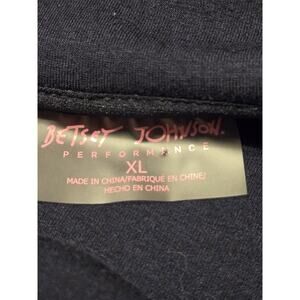 BETSEY JOHNSON.
PERFORMANCE
XL
MADE IN CHINA/FABRIQUE EN CHINE/
HECHO EN CHINA